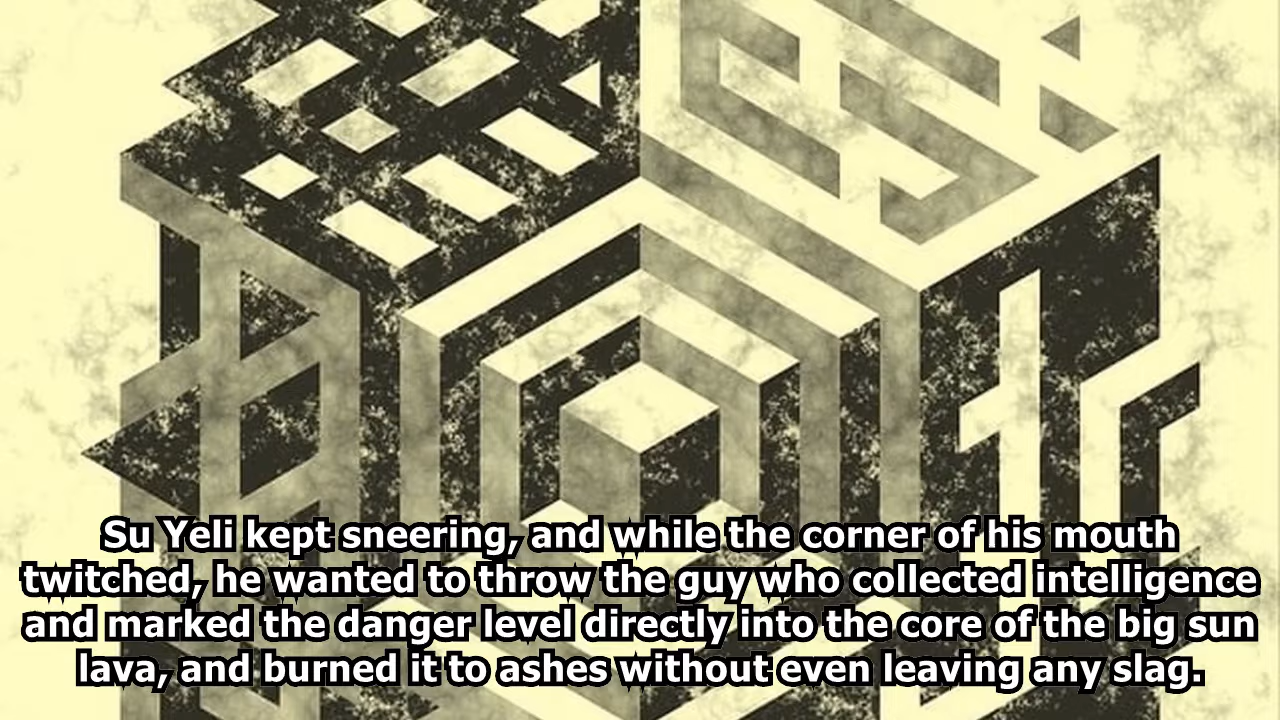 Su Yeli kept sneering, and while the corner of his mouth
twitched, he wanted to throw the guy who collected intelligence
and marked the danger level directly into the core of the big sun
lava, and burned it to ashes without even leaving any slag.